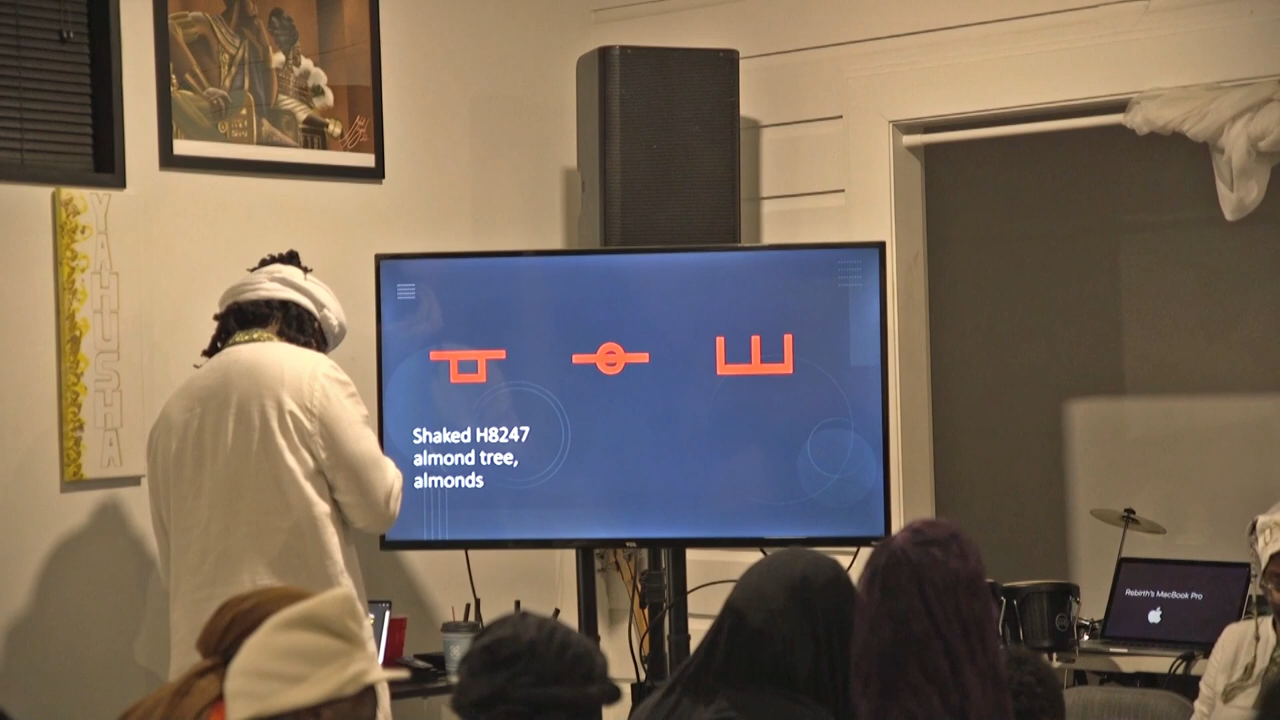 YAHUSHA
Shaked H8247
almond tree,
almonds
Rebirth's MacBook Pro